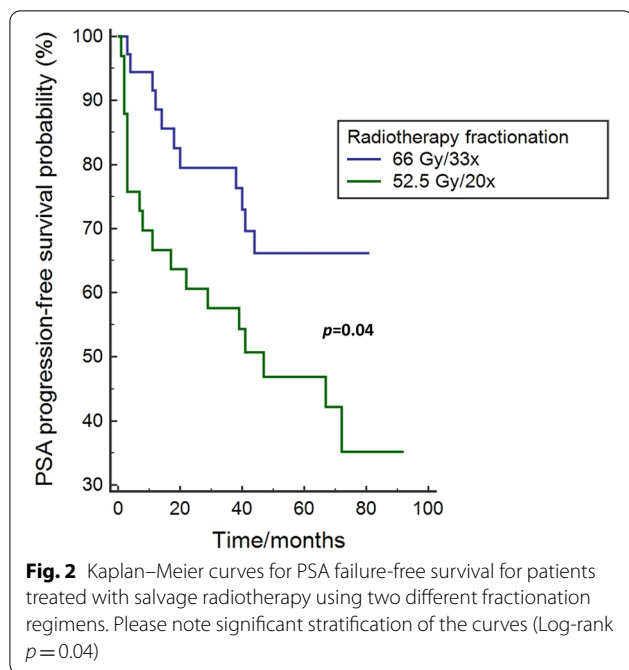 PSA progression-free survival probability (%)
100
90
80
70
60
50
40
30
Radiotherapy fractionation
66 Gy/33x
52.5 Gy/20x
p=0.04
0 20 40 60 80 100
Time/months
Fig. 2 Kaplan–Meier curves for PSA failure-free survival for patients
treated with salvage radiotherapy using two different fractionation
regimens. Please note significant stratification of the curves (Log-rank
p = 0.04)